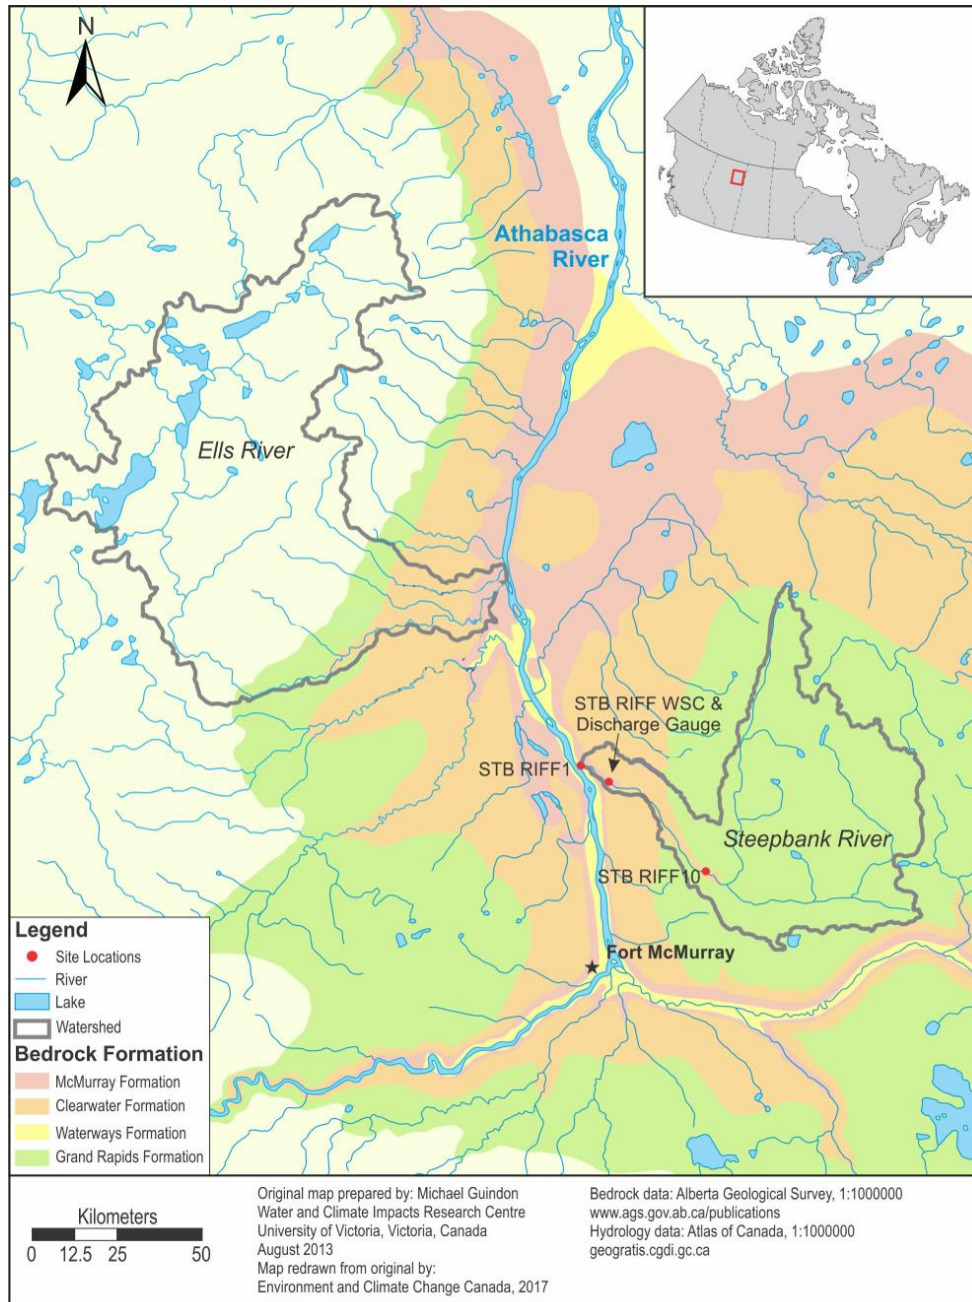 N
Athabasca
River
Ells River
STB RIFF WSC &
Discharge Gauge
STB RIFF1
Steepbank River
STB RIFF10
Fort McMurray
Legend
Site Locations
River
Lake
Watershed
Bedrock Formation
McMurray Formation
Clearwater Formation
Waterways Formation
Grand Rapids Formation
Kilometers
0 12.5 25 50
Original map prepared by: Michael Guindon
Water and Climate Impacts Research Centre
University of Victoria, Victoria, Canada
August 2013
Map redrawn from original by:
Environment and Climate Change Canada, 2017
Bedrock data: Alberta Geological Survey, 1:1000000
www.ags.gov.ab.ca/publications
Hydrology data: Atlas of Canada, 1:1000000
geogratis.cgdi.gc.ca